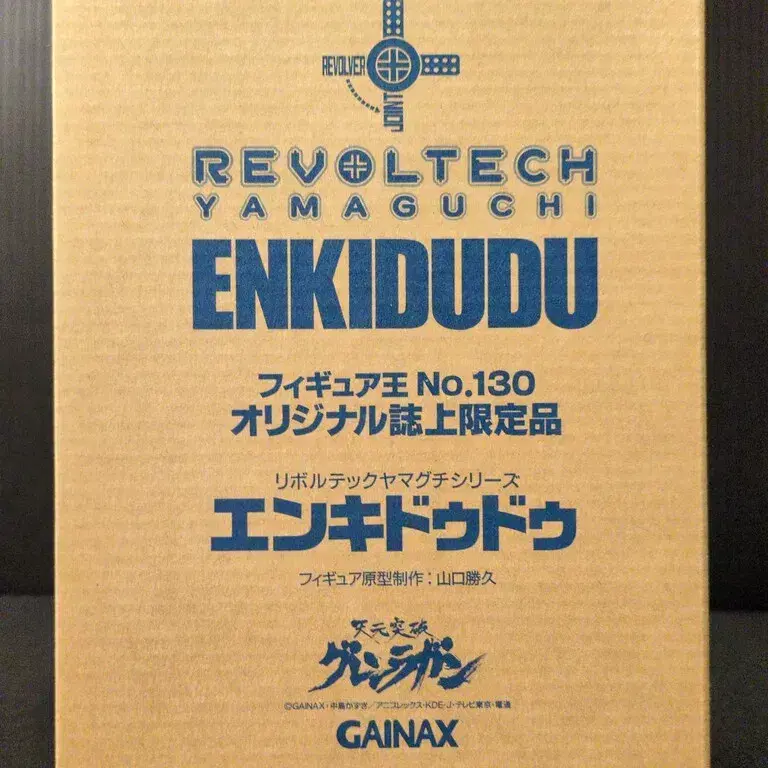 REVOLVER
JOINT
REVOLTECH
YAMAGUCHI
ENKIDUDU
フィギュア王 No.130
オリジナル誌上限定品
リボルテックヤマグチシリーズ
エンキドゥドゥ
フィギュア原型制作：山口勝久
天元突破
グレンラガン
©GAINAX・中島かずき／アニプレックス・KDE-J・テレビ東京・電通
GAINAX